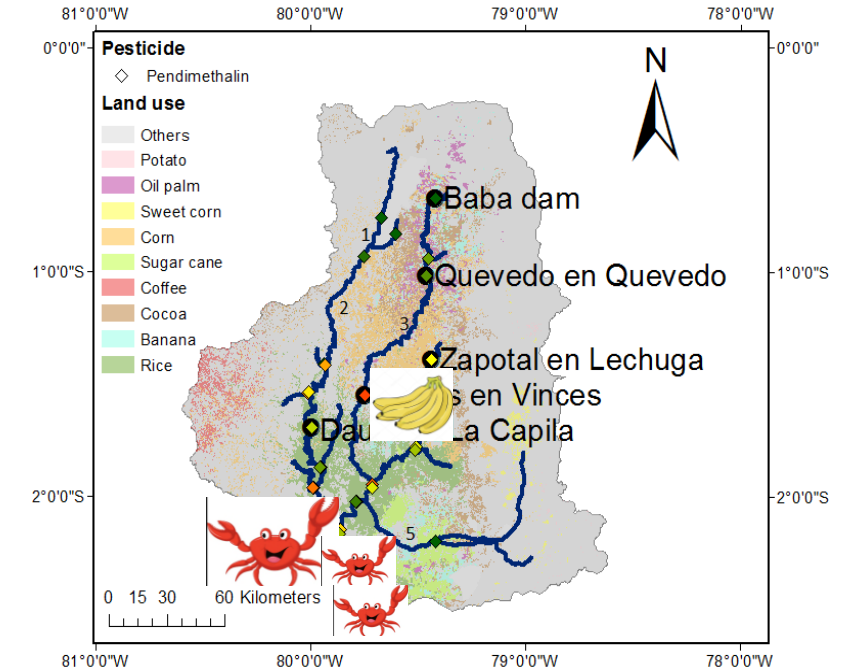 81°0'0"W 80°0'0"W 79°0'0"W 78°0'0"W
0°0'0" 0°0'0"
Pesticide
Pendimethalin
Land use
Others
Potato
Oil palm
Sweet corn
Corn
Sugar cane
Coffee
Cocoa
Banana
Rice
N
Baba dam
1
Quevedo en Quevedo
1°0'0"S 1°0'0"S
2
3
Zapotal en Lechuga
s en Vinces
Dau La Capila
2°0'0"S 2°0'0"S
5
0 15 30 60 Kilometers
81°0'0"W 80°0'0"W 79°0'0"W 78°0'0"W